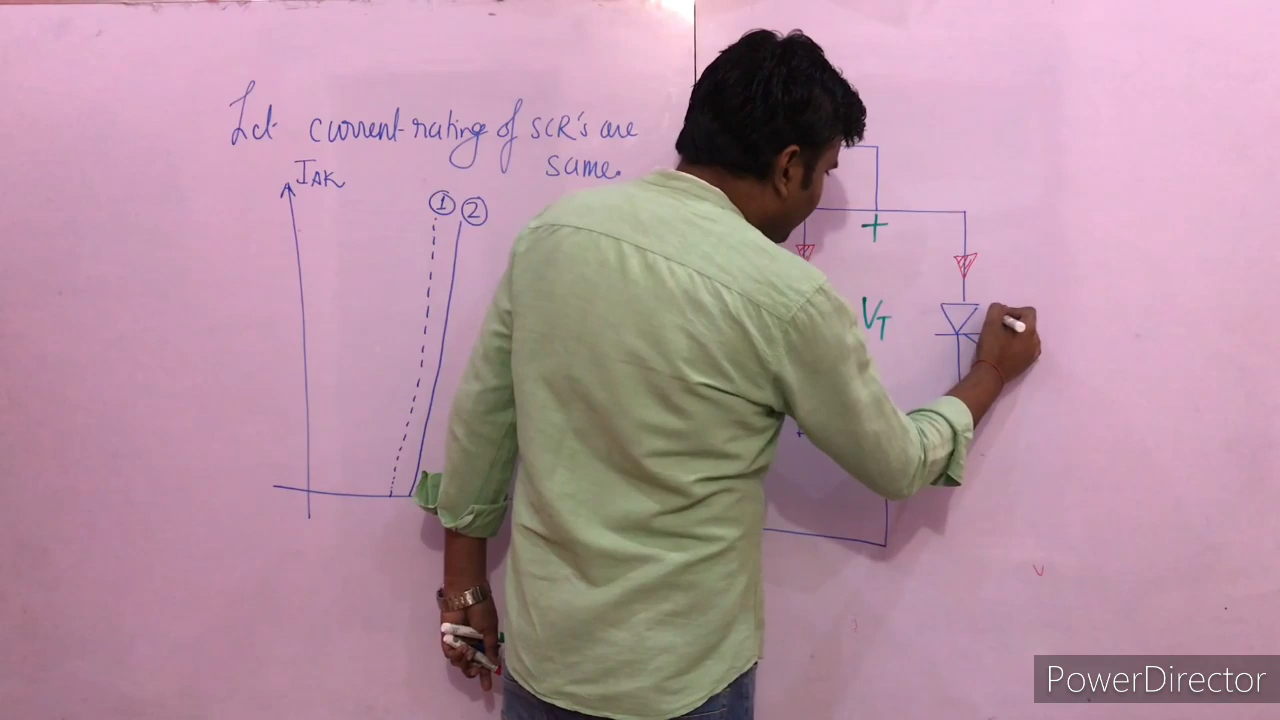 Let current rating of SCR's are
same.
IAK
① ②
+
VT
PowerDirector